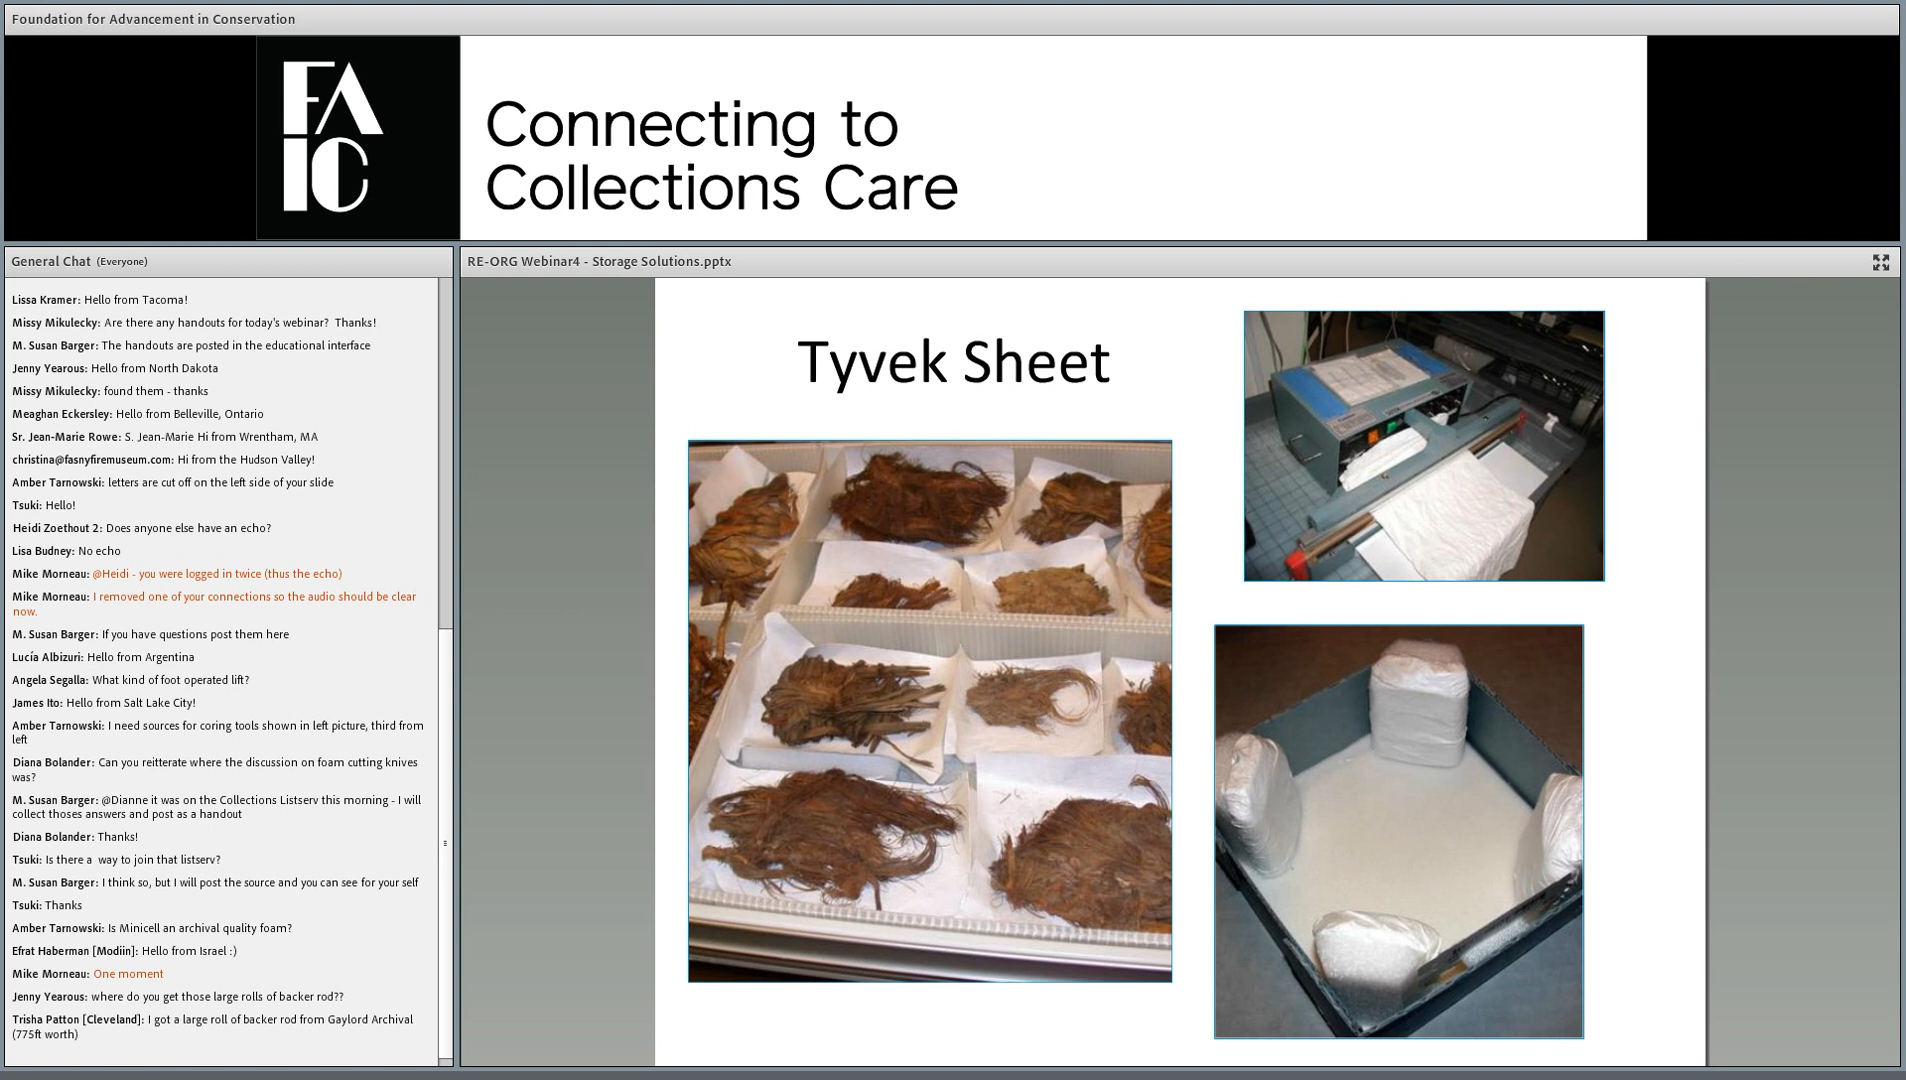 Foundation for Advancement in Conservation
FA
IC
Connecting to
Collections Care
General Chat (Everyone)
Lissa Kramer: Hello from Tacoma!
Missy Mikulecky: Are there any handouts for today's webinar?  Thanks!
M. Susan Barger: The handouts are posted in the educational interface
Jenny Yearous: Hello from North Dakota
Missy Mikulecky: found them - thanks
Meaghan Eckersley: Hello from Belleville, Ontario
Sr. Jean-Marie Rowe: S. Jean-Marie Hi from Wrentham, MA
christina@fasnyfiremuseum.com: Hi from the Hudson Valley!
Amber Tarnowski: letters are cut off on the left side of your slide
Tsuki: Hello!
Heidi Zoethout 2: Does anyone else have an echo?
Lisa Budney: No echo
Mike Morneau: @Heidi - you were logged in twice (thus the echo)
Mike Morneau: I removed one of your connections so the audio should be clear
now.
M. Susan Barger: If you have questions post them here
Lucía Albizuri: Hello from Argentina
Angela Segalla: What kind of foot operated lift?
James Ito: Hello from Salt Lake City!
Amber Tarnowski: I need sources for coring tools shown in left picture, third from
left
Diana Bolander: Can you reitterate where the discussion on foam cutting knives
was?
M. Susan Barger: @Dianne it was on the Collections Listserv this morning - I will
collect thoses answers and post as a handout
Diana Bolander: Thanks!
Tsuki: Is there a  way to join that listserv?
M. Susan Barger: I think so, but I will post the source and you can see for your self
Tsuki: Thanks
Amber Tarnowski: Is Minicell an archival quality foam?
Efrat Haberman [Modiin]: Hello from Israel :)
Mike Morneau: One moment
Jenny Yearous: where do you get those large rolls of backer rod??
Trisha Patton [Cleveland]: I got a large roll of backer rod from Gaylord Archival
(775ft worth)
RE-ORG Webinar4 - Storage Solutions.pptx
Tyvek Sheet